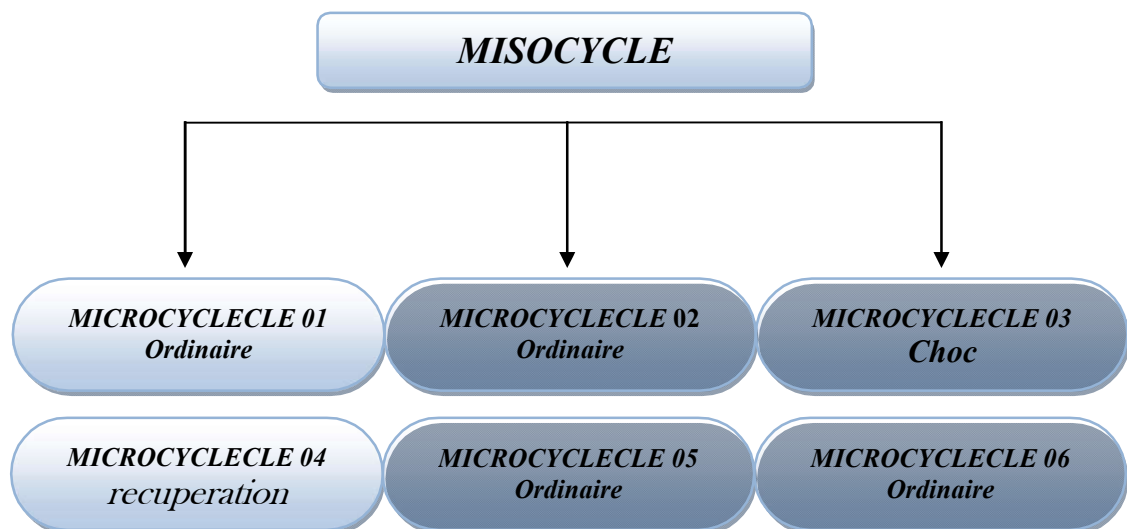 MISOCYCLE
MICROCYCLECLE 01
Ordinaire
MICROCYCLECLE 02
Ordinaire
MICROCYCLECLE 03
Choc
MICROCYCLECLE 04
recuperation
MICROCYCLECLE 05
Ordinaire
MICROCYCLECLE 06
Ordinaire